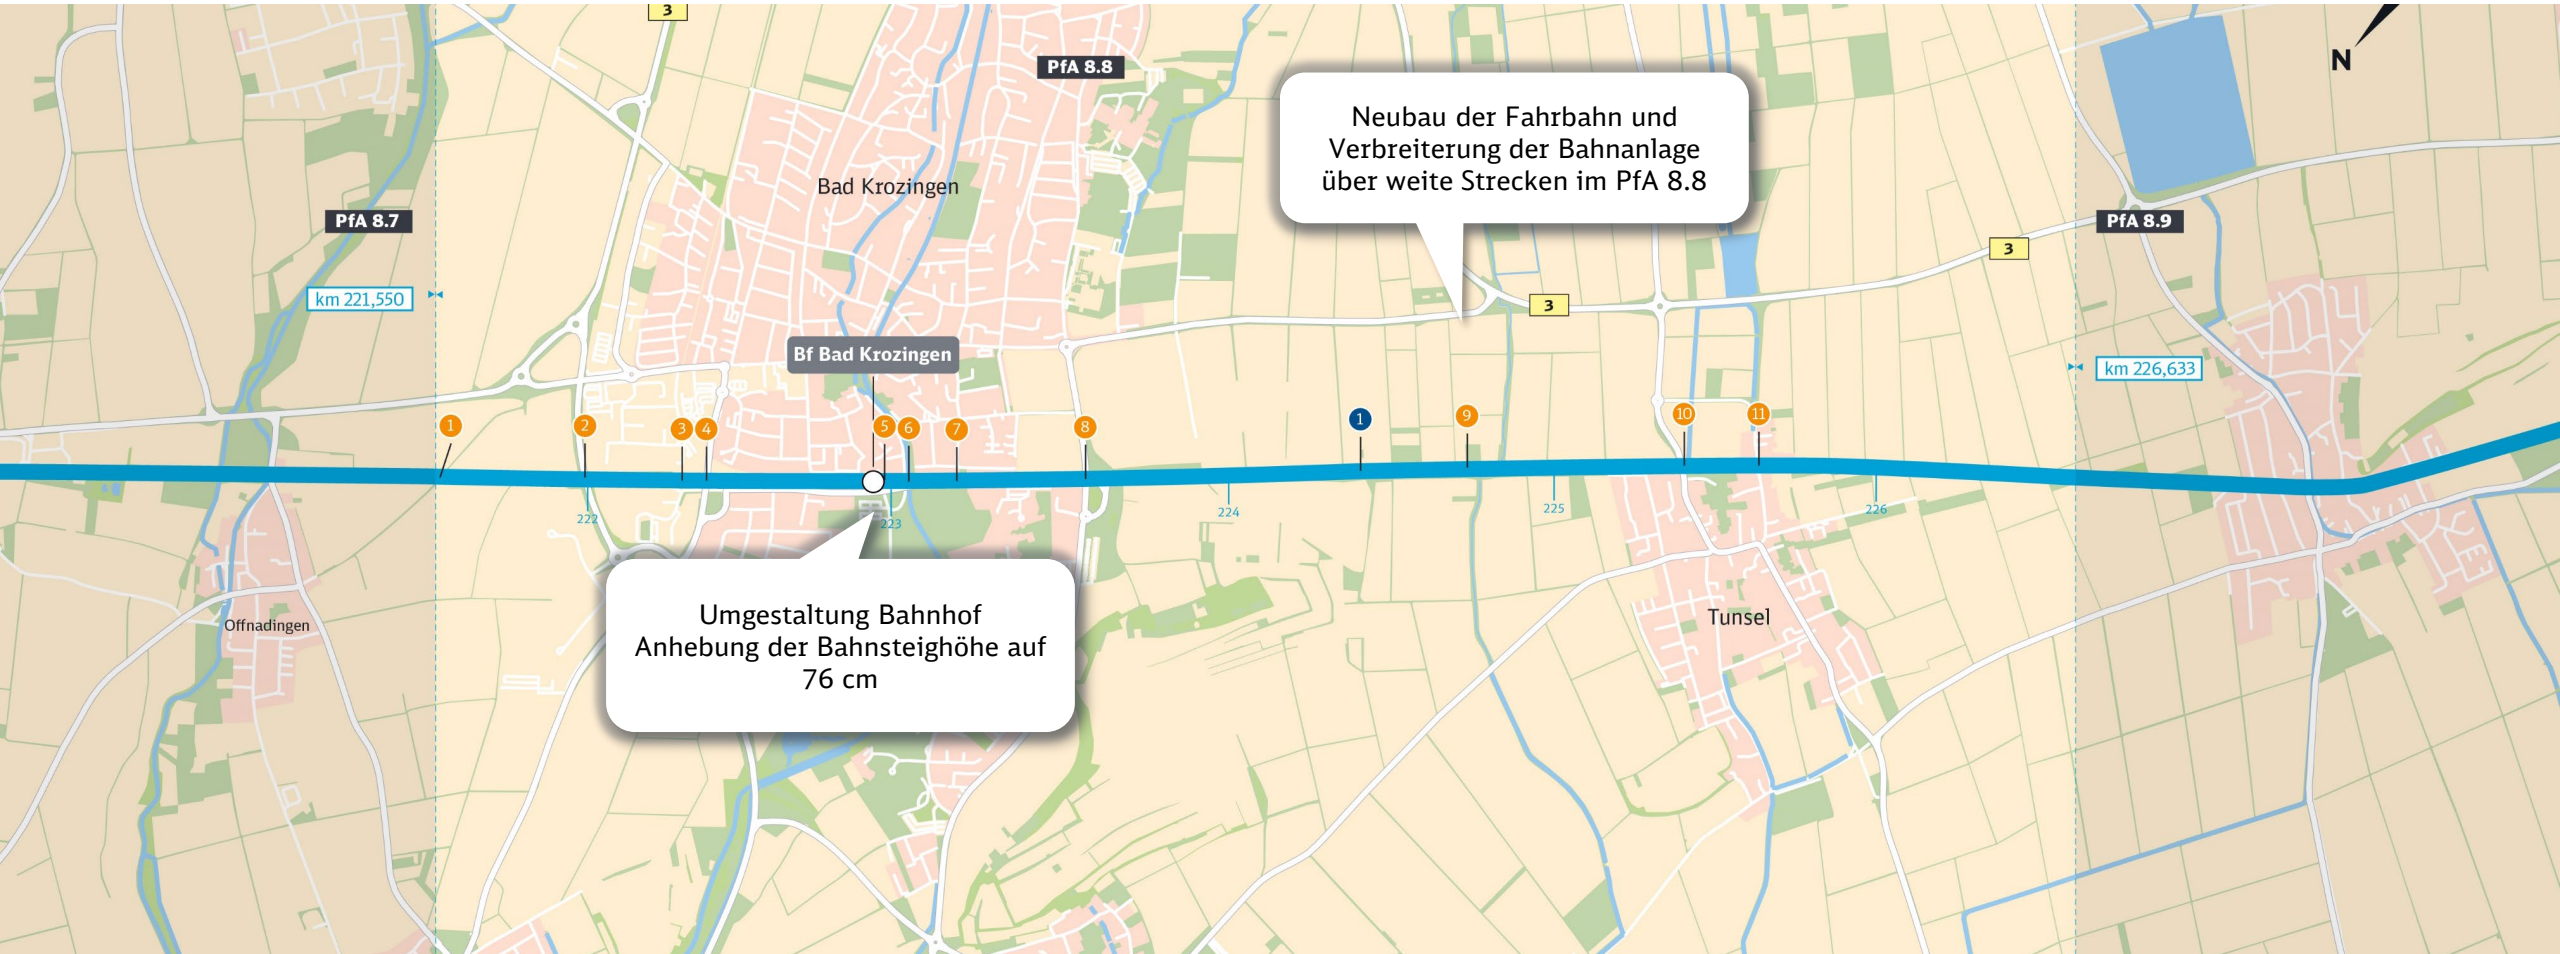 3
PfA 8.8
N
Neubau der Fahrbahn und
Verbreiterung der Bahnanlage
über weite Strecken im PfA 8.8
Bad Krozingen
PfA 8.7
PfA 8.9
3
km 221,550
3
Bf Bad Krozingen
km 226,633
1
2
3
4
5
6
7
8
1
9
10
11
222
223
224
225
226
Umgestaltung Bahnhof
Anhebung der Bahnsteighöhe auf
76 cm
Offnadingen
Tunsel